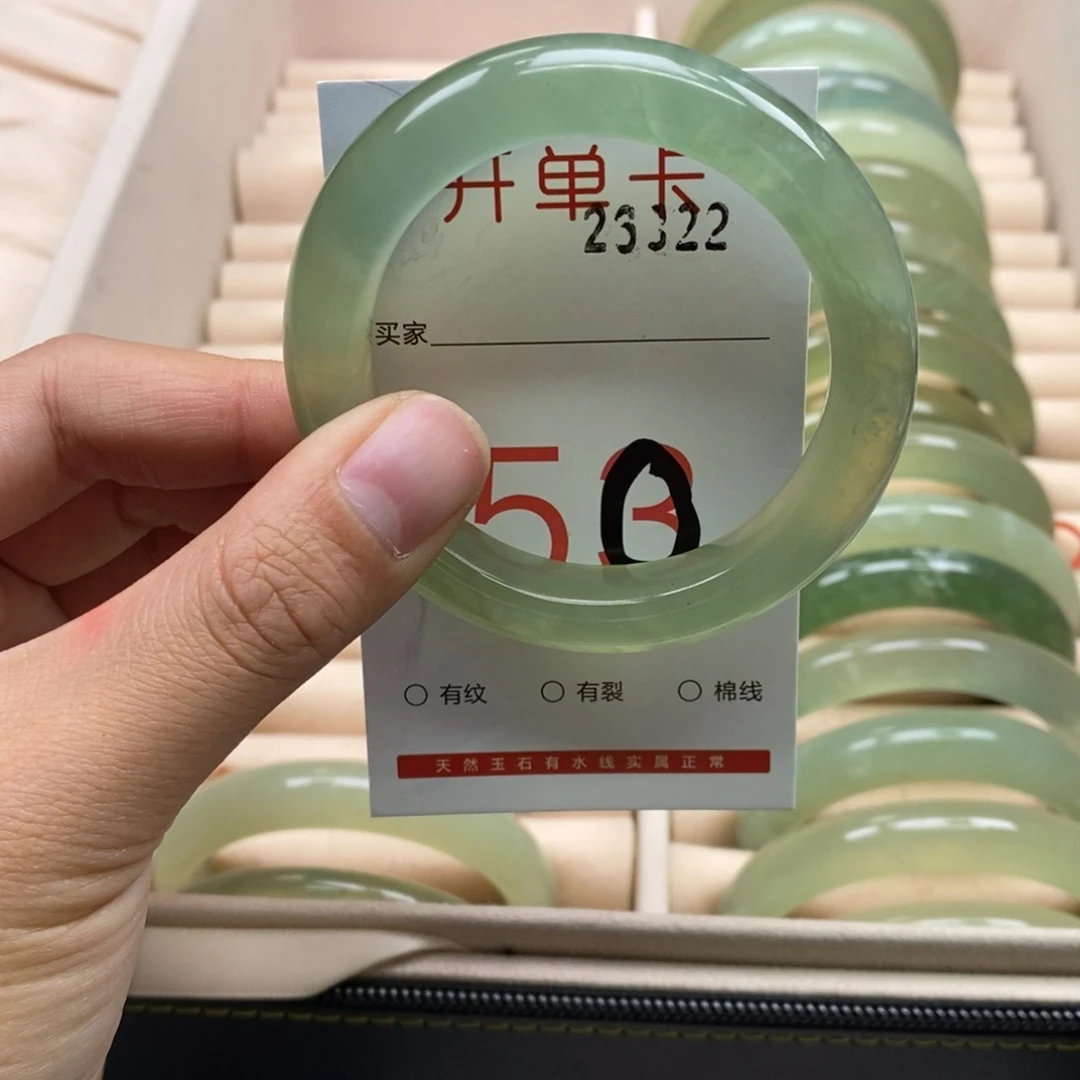 开单卡
23322
买家
50
有纹 有裂 棉线
天然玉石有水线实属正常